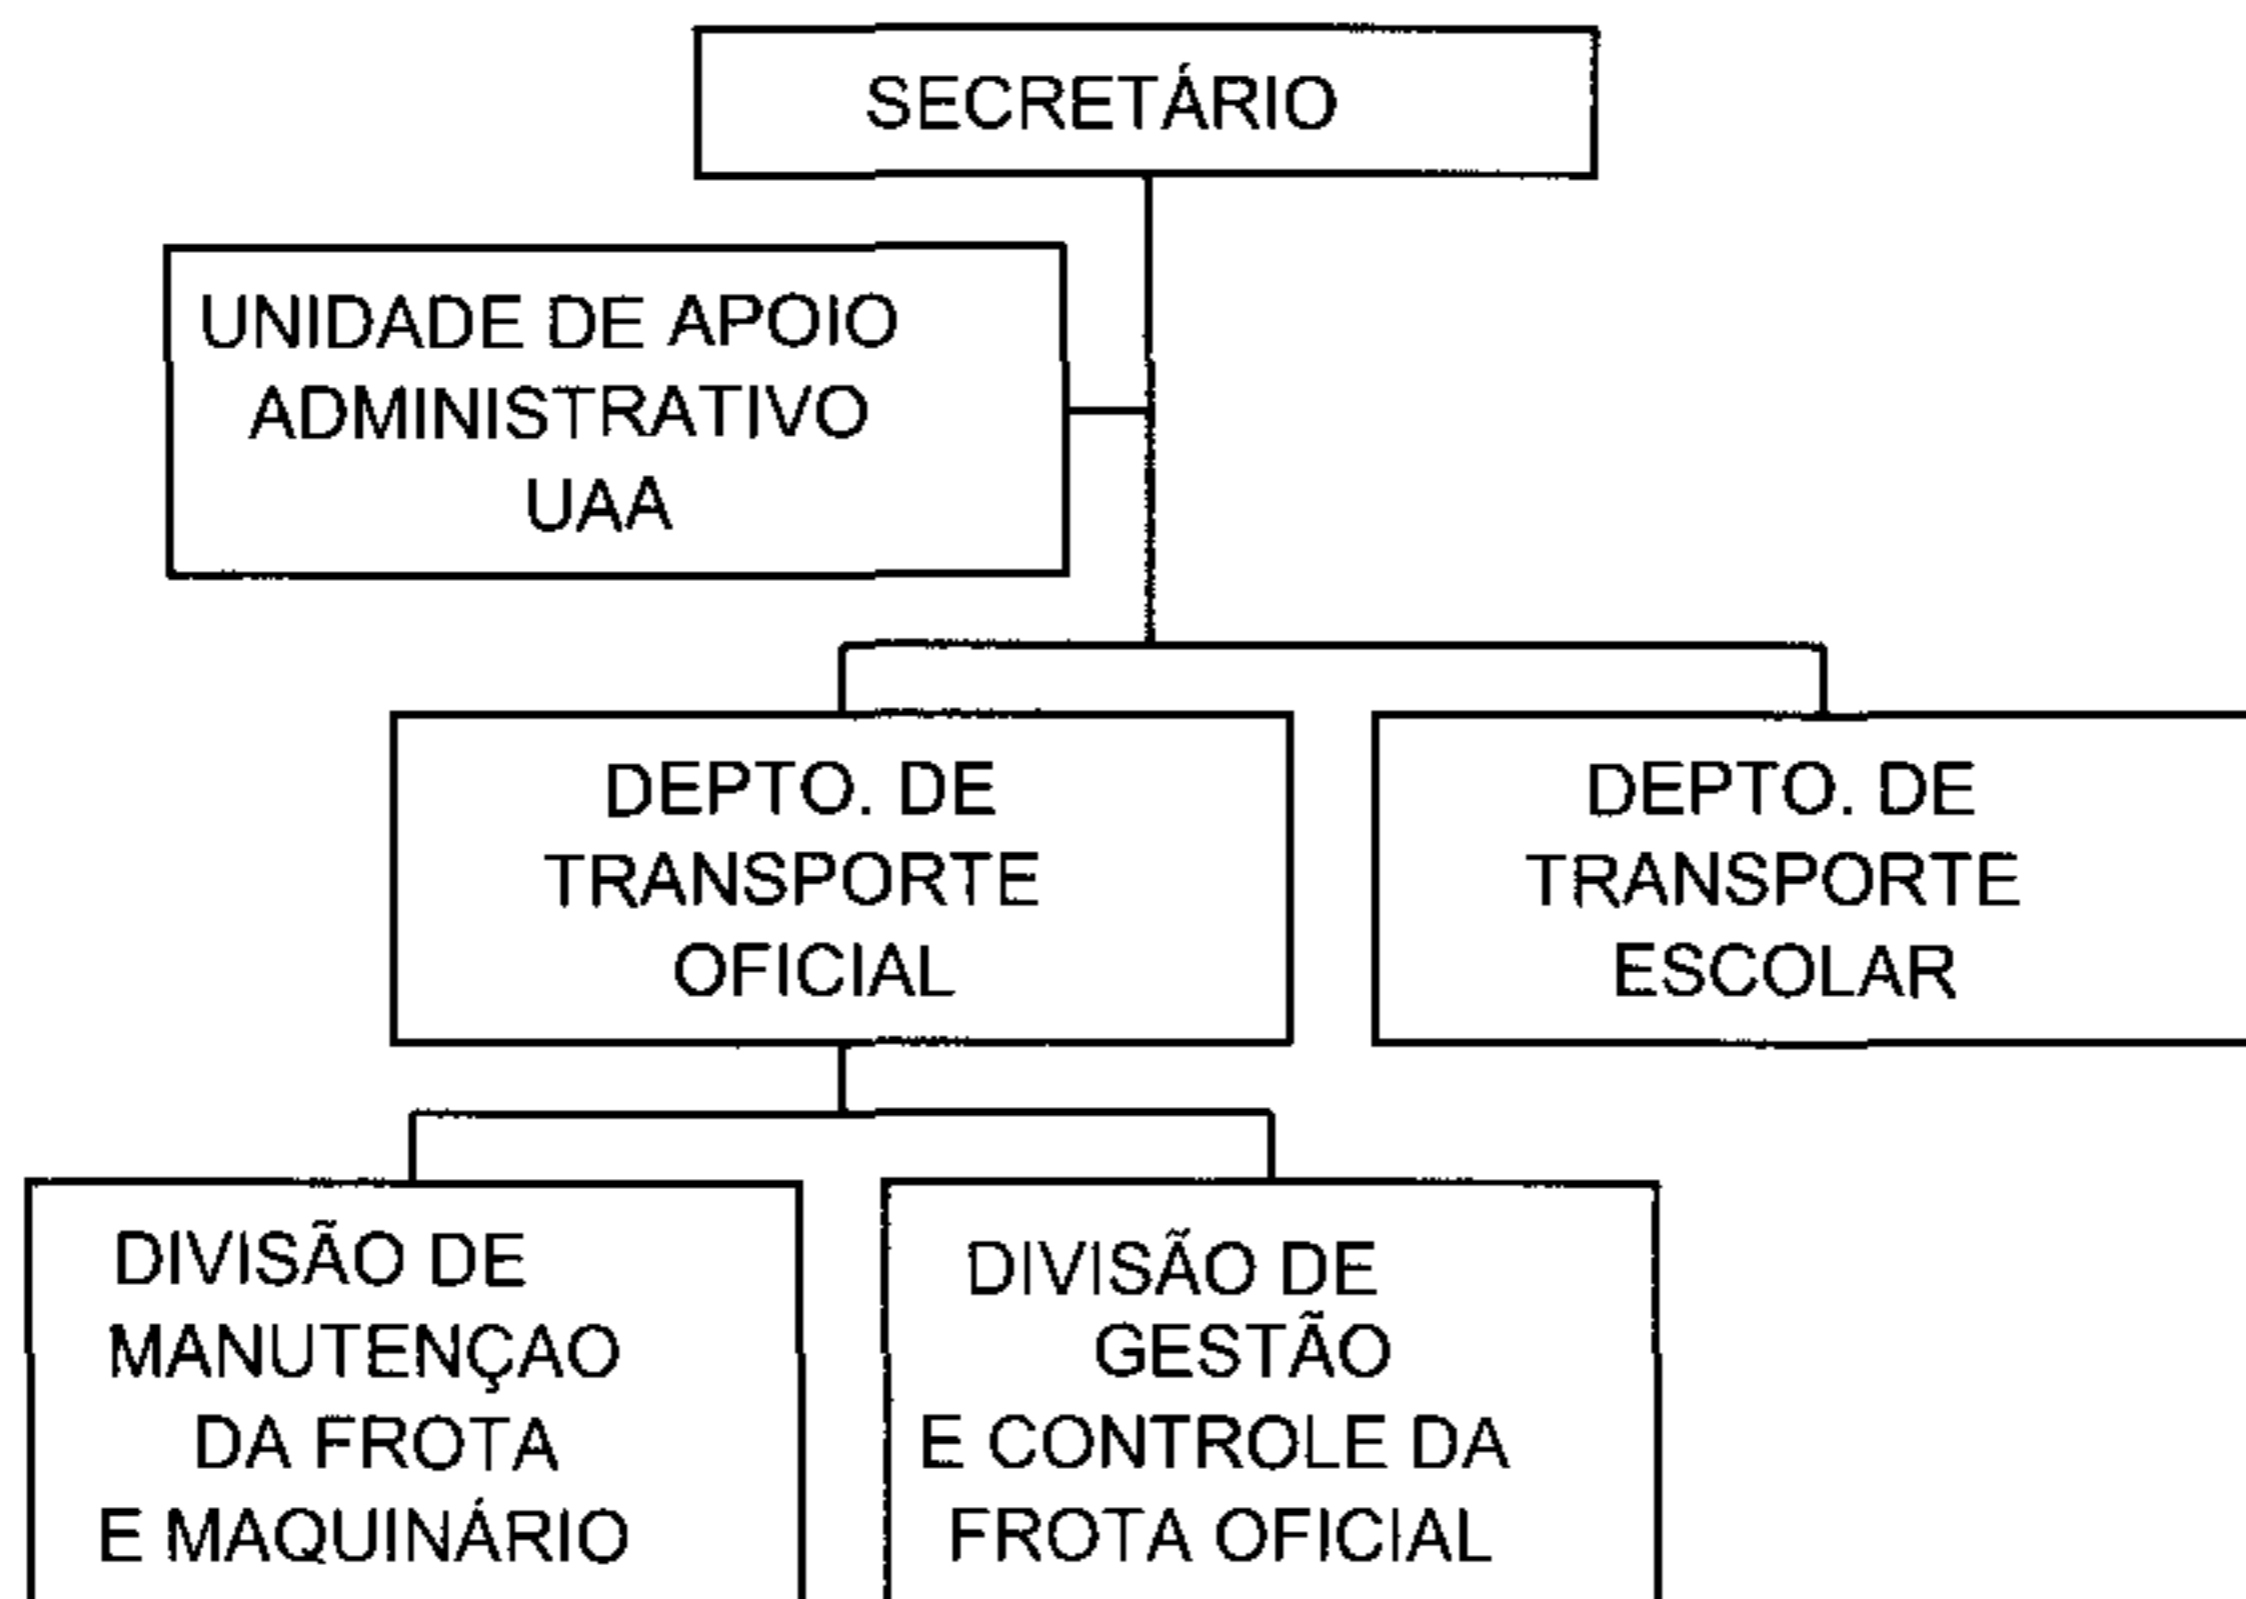 SECRETÁRIO
UNIDADE DE APOIO
ADMINISTRATIVO
UAA
DEPTO. DE
TRANSPORTE
OFICIAL
DEPTO. DE
TRANSPORTE
ESCOLAR
DIVISÃO DE
MANUTENÇAO
DA FROTA
E MAQUINÁRIO
DIVISÃO DE
GESTÃO
E CONTROLE DA
FROTA OFICIAL